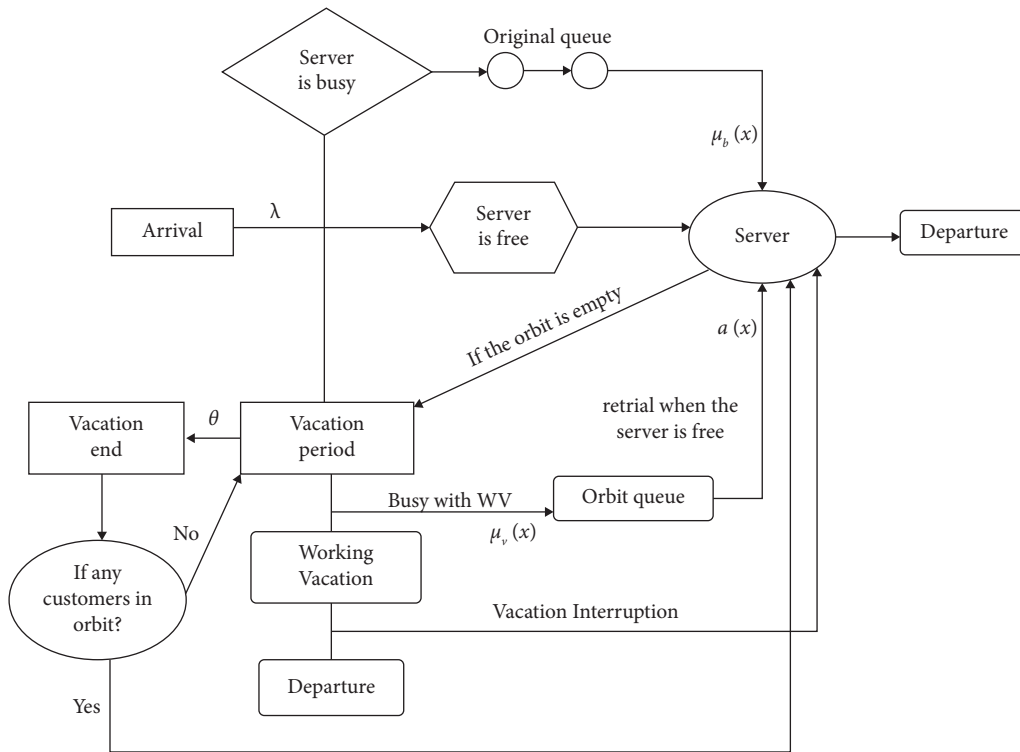 Original queue
Server
is busy
μb (x)
λ
Arrival
Server
is free
Server
Departure
If the orbit is empty
a (x)
retrial when the
server is free
Vacation
end
θ
Vacation
period
Busy with WV
μv (x)
Orbit queue
No
Working
Vacation
If any
customers in
orbit?
Vacation Interruption
Departure
Yes